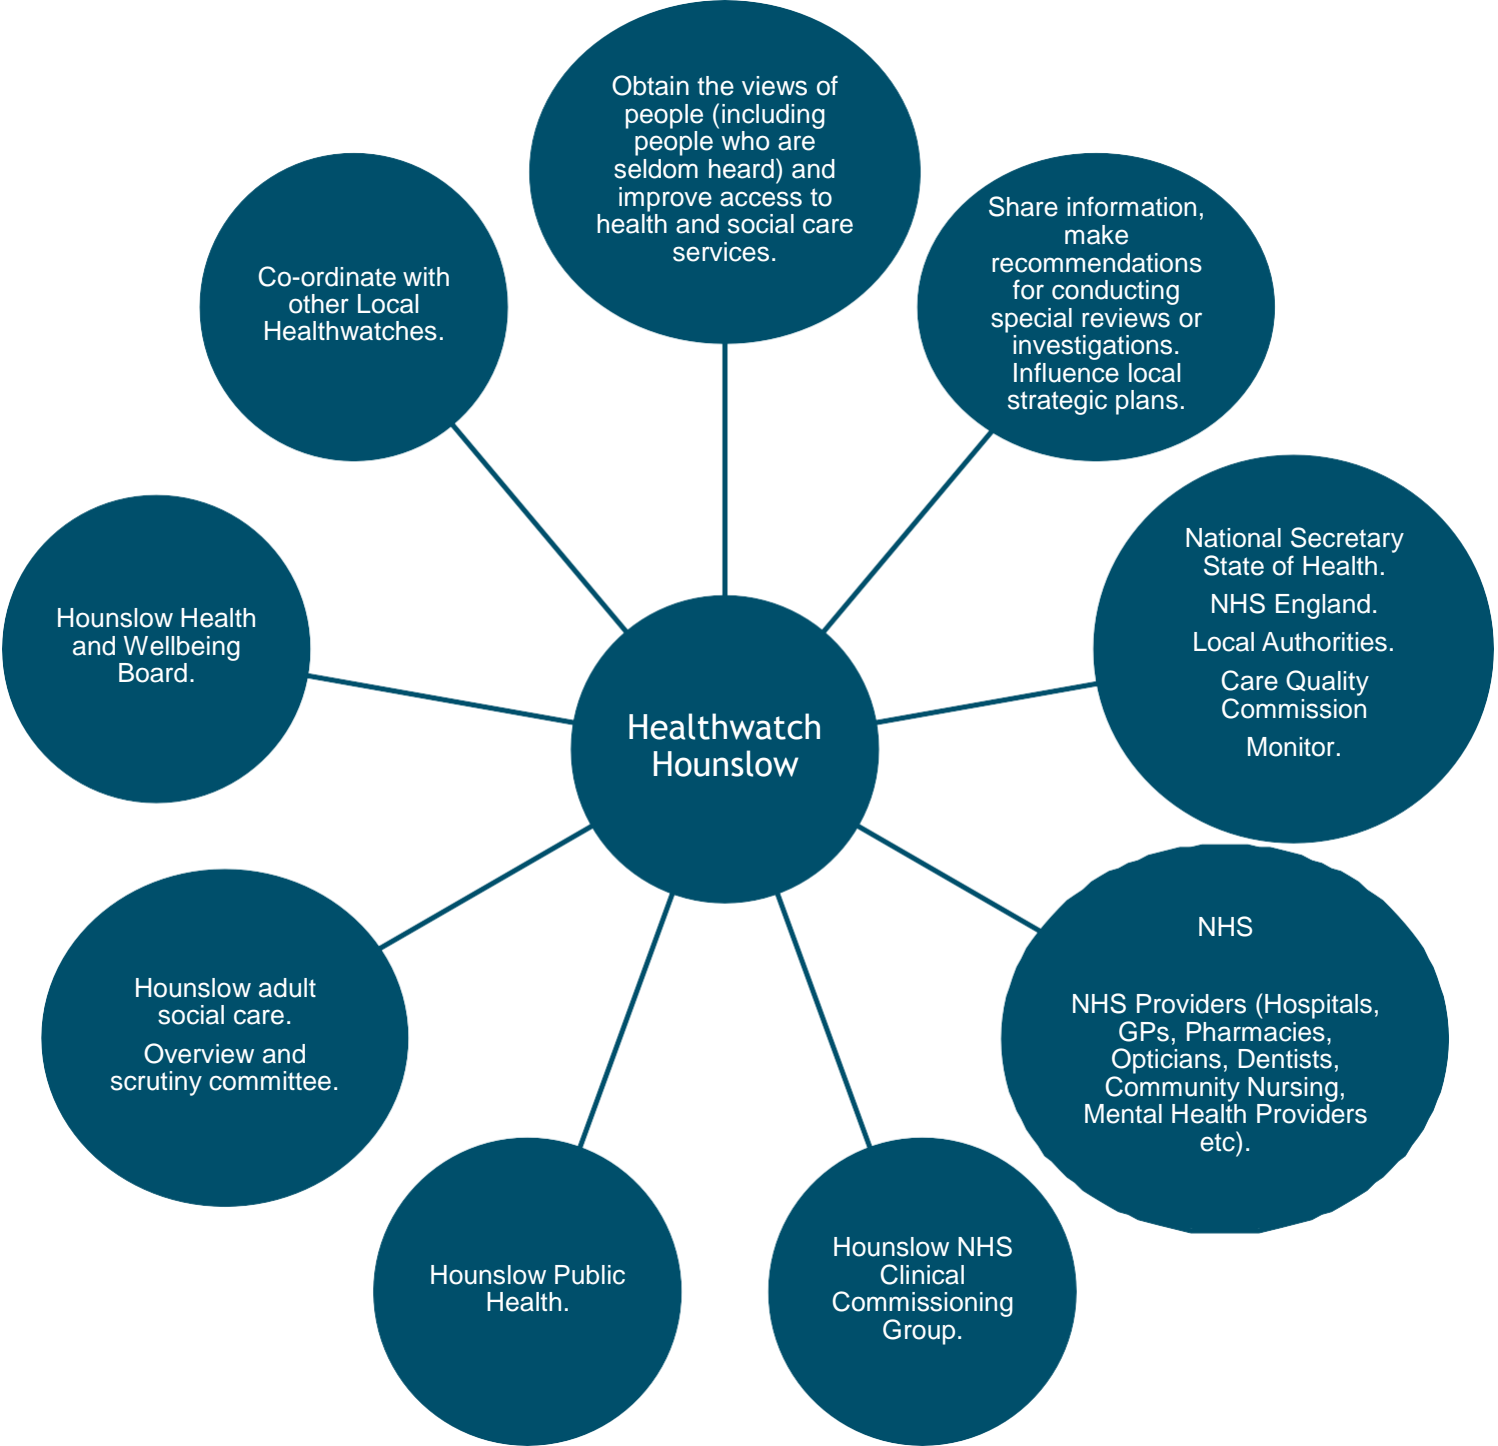 Obtain the views of
people (including
people who are
seldom heard) and
improve access to
health and social care
services.
Share information,
make
recommendations
for conducting
special reviews or
investigations.
Influence local
strategic plans.
National Secretary
State of Health.
NHS England.
Local Authorities.
Care Quality
Commission
Monitor.
NHS
NHS Providers (Hospitals,
GPs, Pharmacies,
Opticians, Dentists,
Community Nursing,
Mental Health Providers
etc).
Hounslow NHS
Clinical
Commissioning
Group.
Hounslow Public
Health.
Hounslow adult
social care.
Overview and
scrutiny committee.
Hounslow Health
and Wellbeing
Board.
Co-ordinate with
other Local
Healthwatches.
Healthwatch
Hounslow